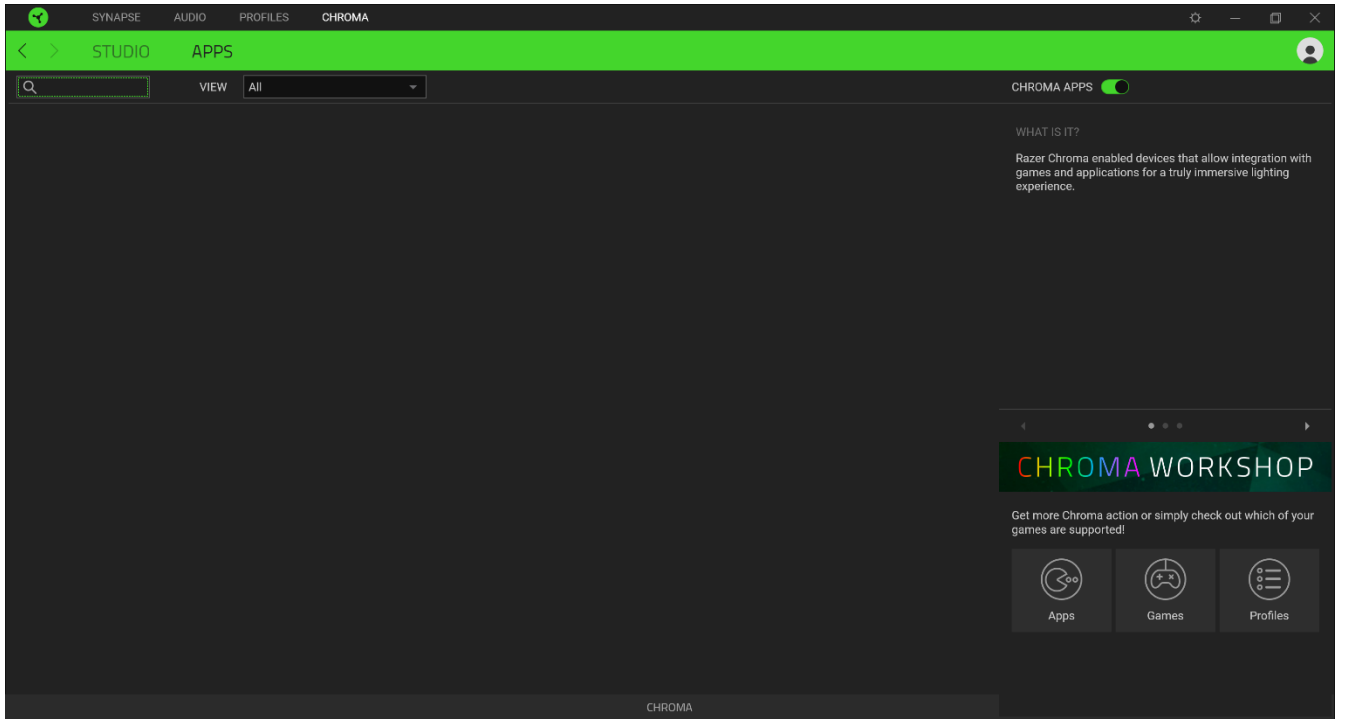 SYNAPSE AUDIO PROFILES CHROMA
STUDIO APPS
VIEW All
CHROMA APPS
WHAT IS IT?
Razer Chroma enabled devices that allow integration with
games and applications for a truly immersive lighting
experience.
CHROMA WORKSHOP
Get more Chroma action or simply check out which of your
games are supported!
Apps Games Profiles
CHROMA